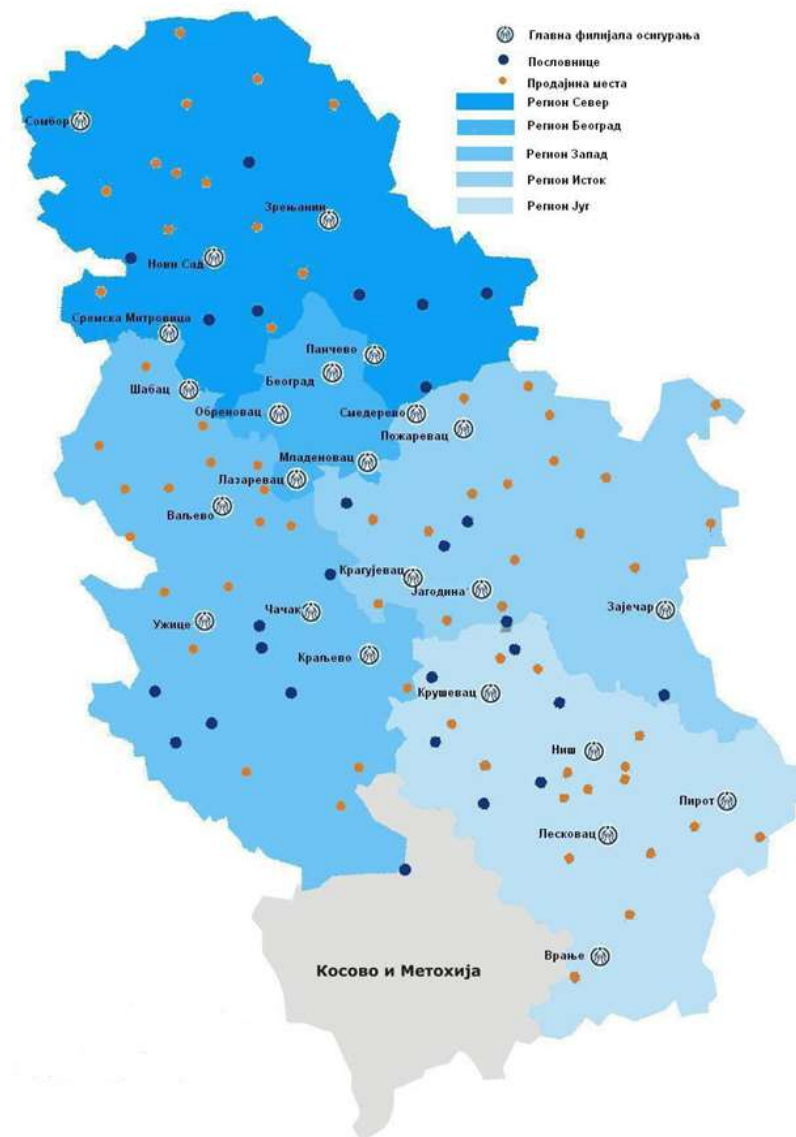 Главна филијала осигурања
Пословнице
Продајна места
Регион Север
Регион Београд
Регион Запад
Регион Исток
Регион Југ
Сомбор
Зрењанин
Нови Сад
Сремска Митровица
Панчево
Београд
Шабац
Обреновац
Смедерево
Пожаревац
Младеновац
Лазаревац
Ваљево
Крагујевац
Јагодина
Чачак
Зајечар
Ужице
Краљево
Крушевац
Ниш
Пирот
Лесковац
Врање
Косово и Метохија